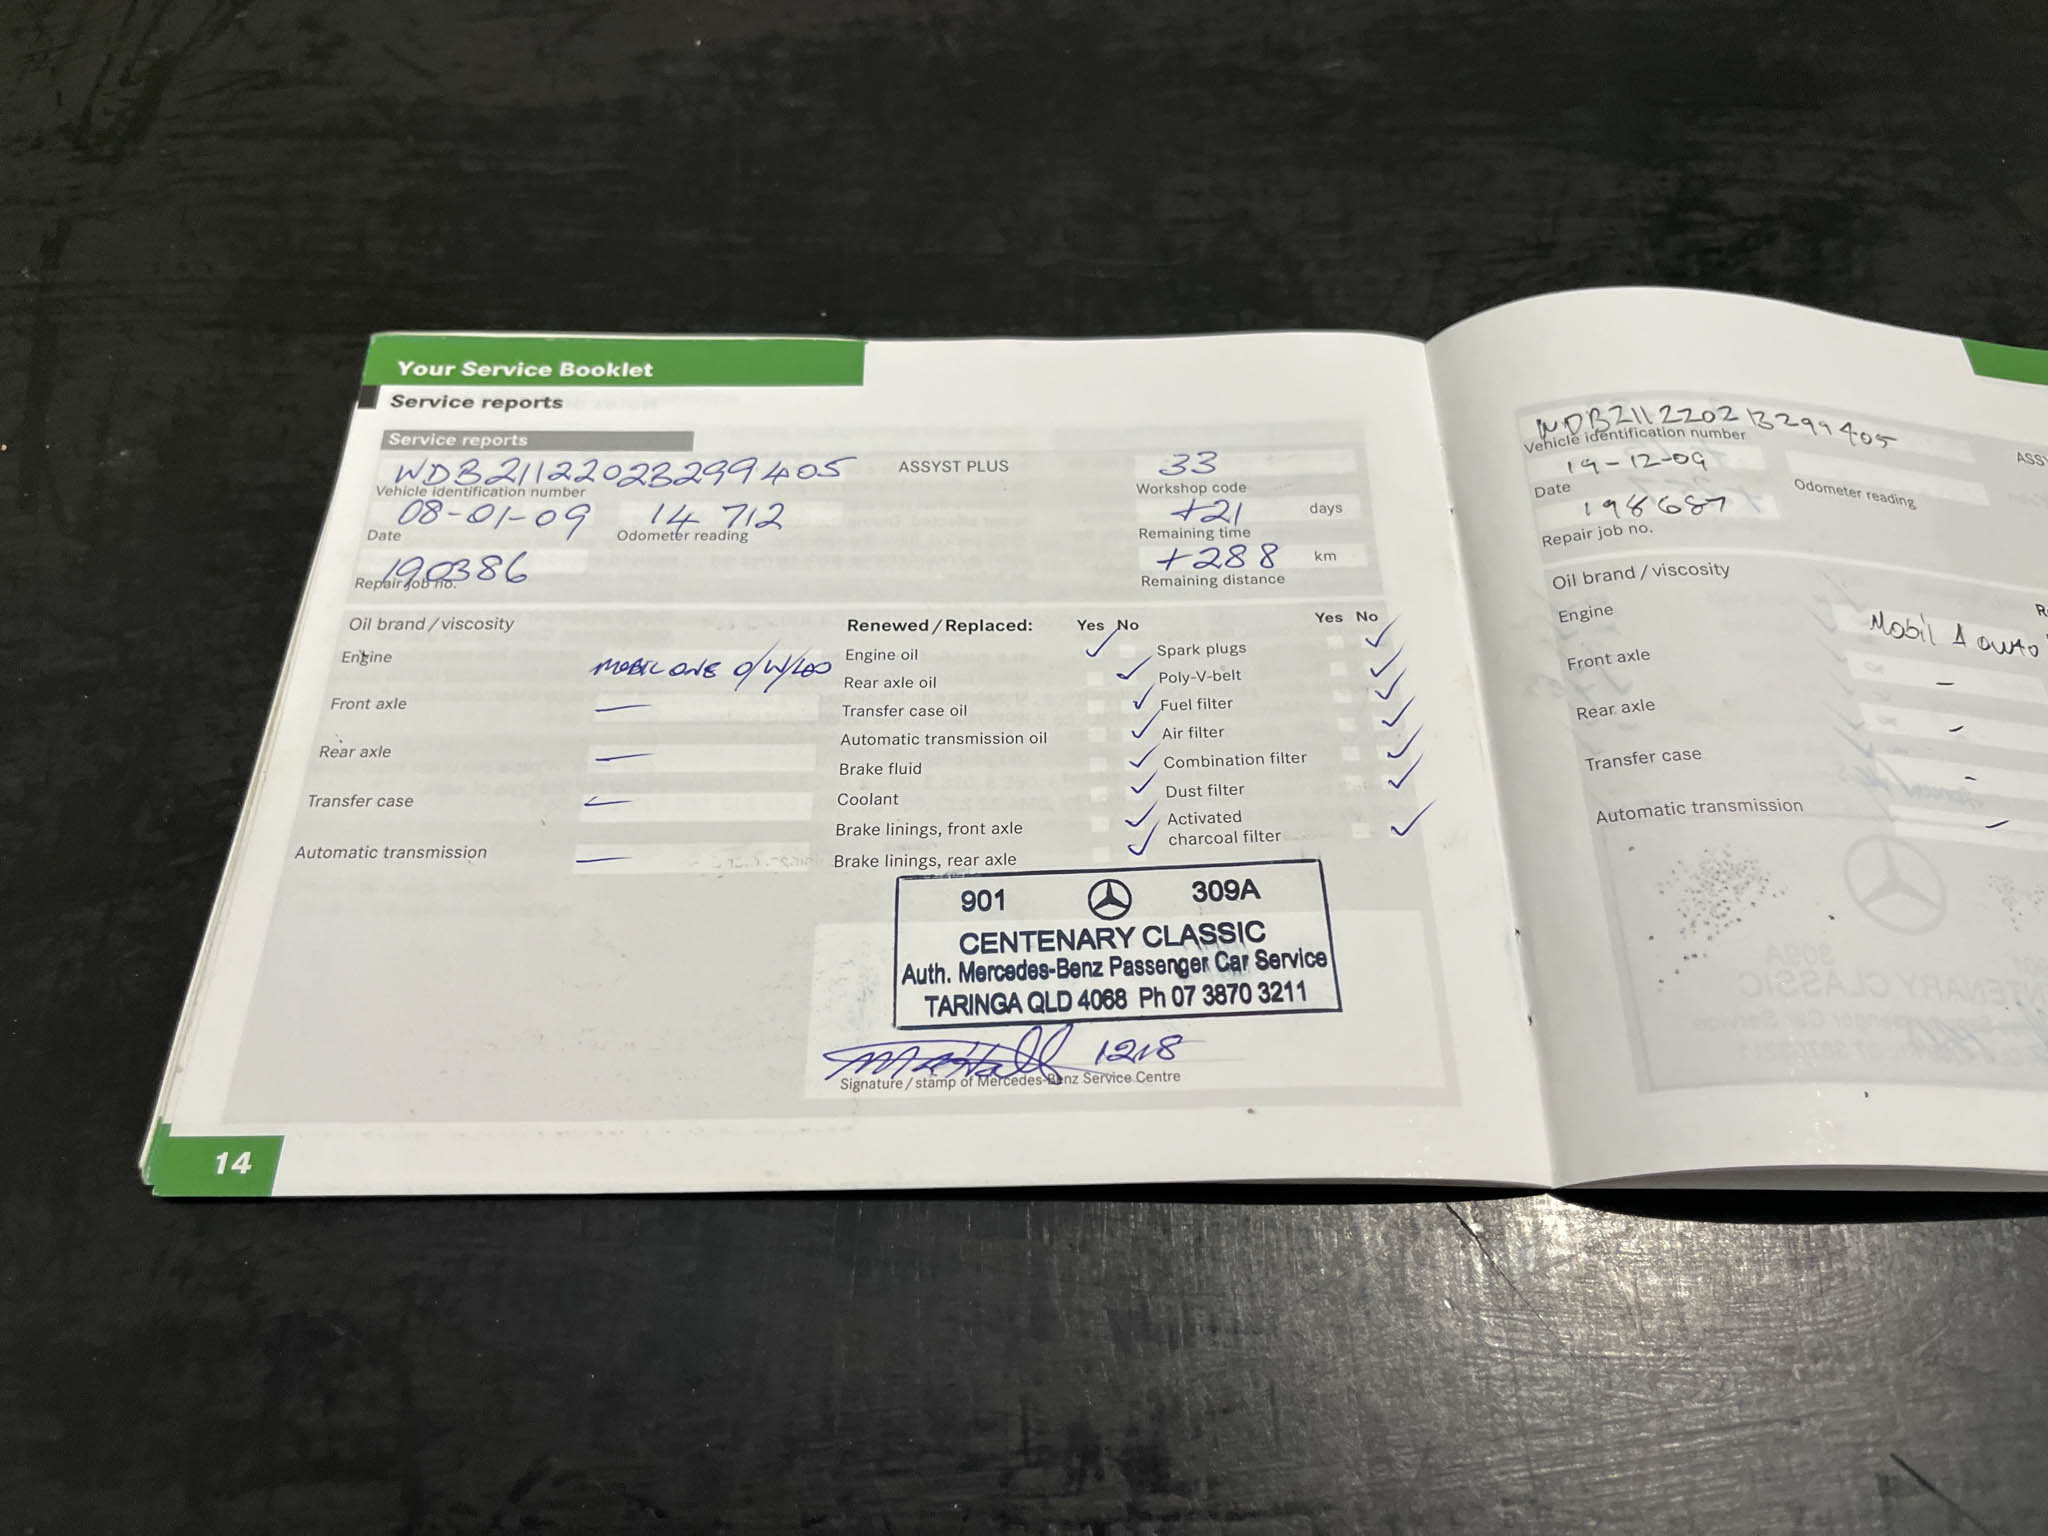 Your Service Booklet
Service reports
Service reports
WDB2112202B299405
Vehicle identification number
ASSYST PLUS
33
Workshop code
08-01-09
Date
14 712
Odometer reading
+21 days
Remaining time
190386
Repair job no.
+288 km
Remaining distance
Oil brand / viscosity
Engine MOBIL ONE 0/W/40
Front axle —
Rear axle —
Transfer case —
Automatic transmission —
Renewed / Replaced: Yes No
Engine oil ✓
Rear axle oil ✓
Transfer case oil ✓
Automatic transmission oil ✓
Brake fluid ✓
Coolant ✓
Brake linings, front axle ✓
Brake linings, rear axle ✓
Yes No
Spark plugs ✓
Poly-V-belt ✓
Fuel filter ✓
Air filter ✓
Combination filter ✓
Dust filter ✓
Activated
charcoal filter ✓
901 309A
CENTENARY CLASSIC
Auth. Mercedes-Benz Passenger Car Service
TARINGA QLD 4068 Ph 07 3870 3211
1218
Signature / stamp of Mercedes-Benz Service Centre
14
WDB2112202B299405
Vehicle identification number
19-12-09
Date
Odometer reading
198687
Repair job no.
Oil brand / viscosity
Engine Mobil 1
Front axle –
Rear axle –
Transfer case –
Automatic transmission –